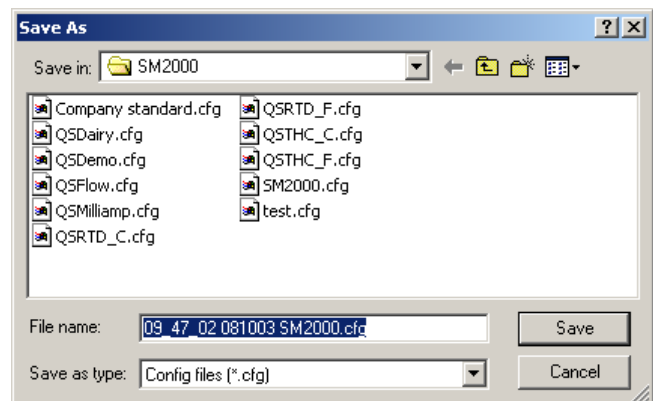 Save As
Save in: SM2000
Company standard.cfg
QSDairy.cfg
QSDemo.cfg
QSFlow.cfg
QSMilliamp.cfg
QSRTD_C.cfg
QSRTD_F.cfg
QSTHC_C.cfg
QSTHC_F.cfg
SM2000.cfg
test.cfg
File name: 09_47_02 081003 SM2000.cfg Save
Save as type: Config files (*.cfg) Cancel